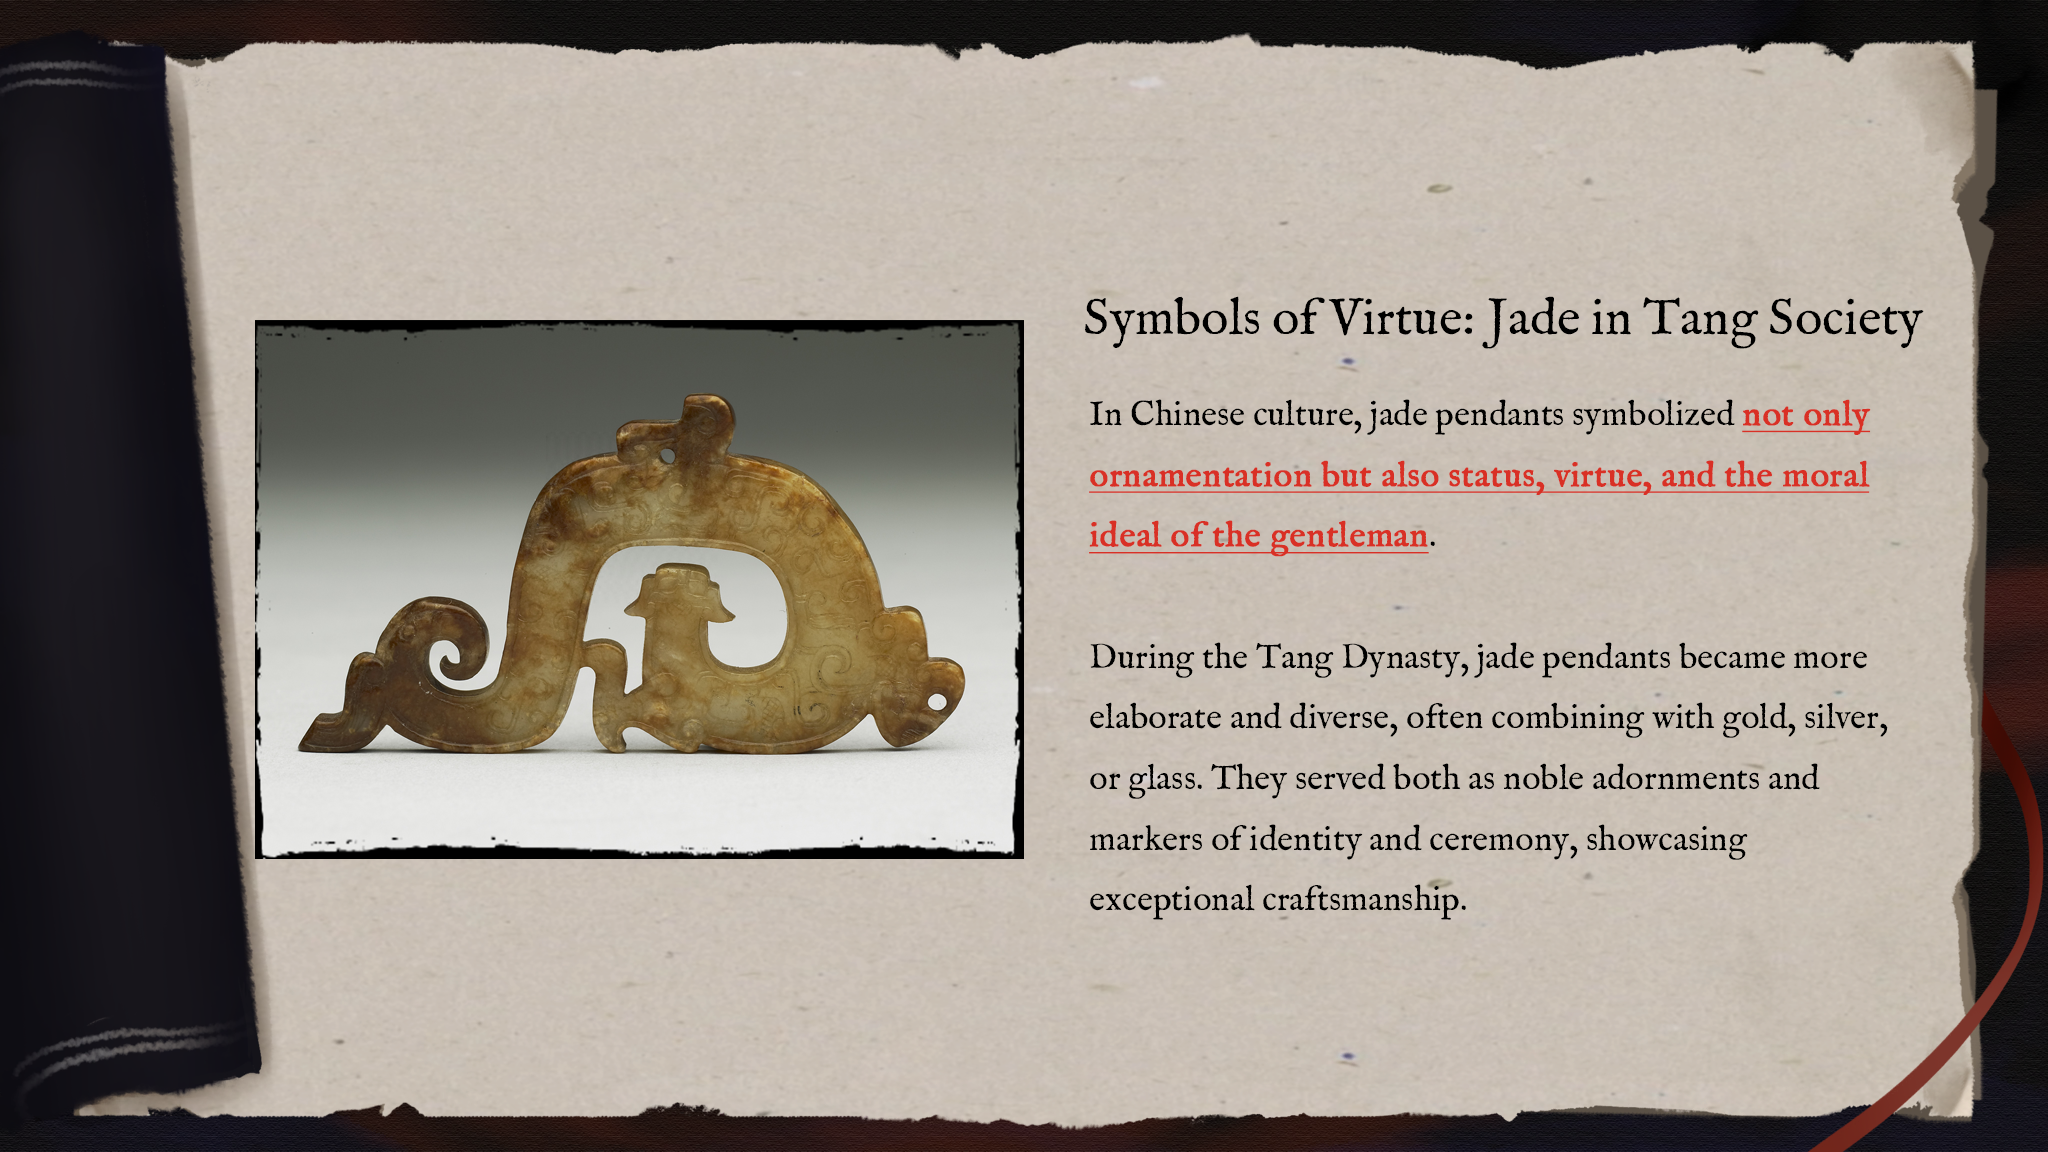 Symbols of Virtue: Jade in Tang Society
In Chinese culture, jade pendants symbolized not only
ornamentation but also status, virtue, and the moral
ideal of the gentleman.
During the Tang Dynasty, jade pendants became more
elaborate and diverse, often combining with gold, silver,
or glass. They served both as noble adornments and
markers of identity and ceremony, showcasing
exceptional craftsmanship.